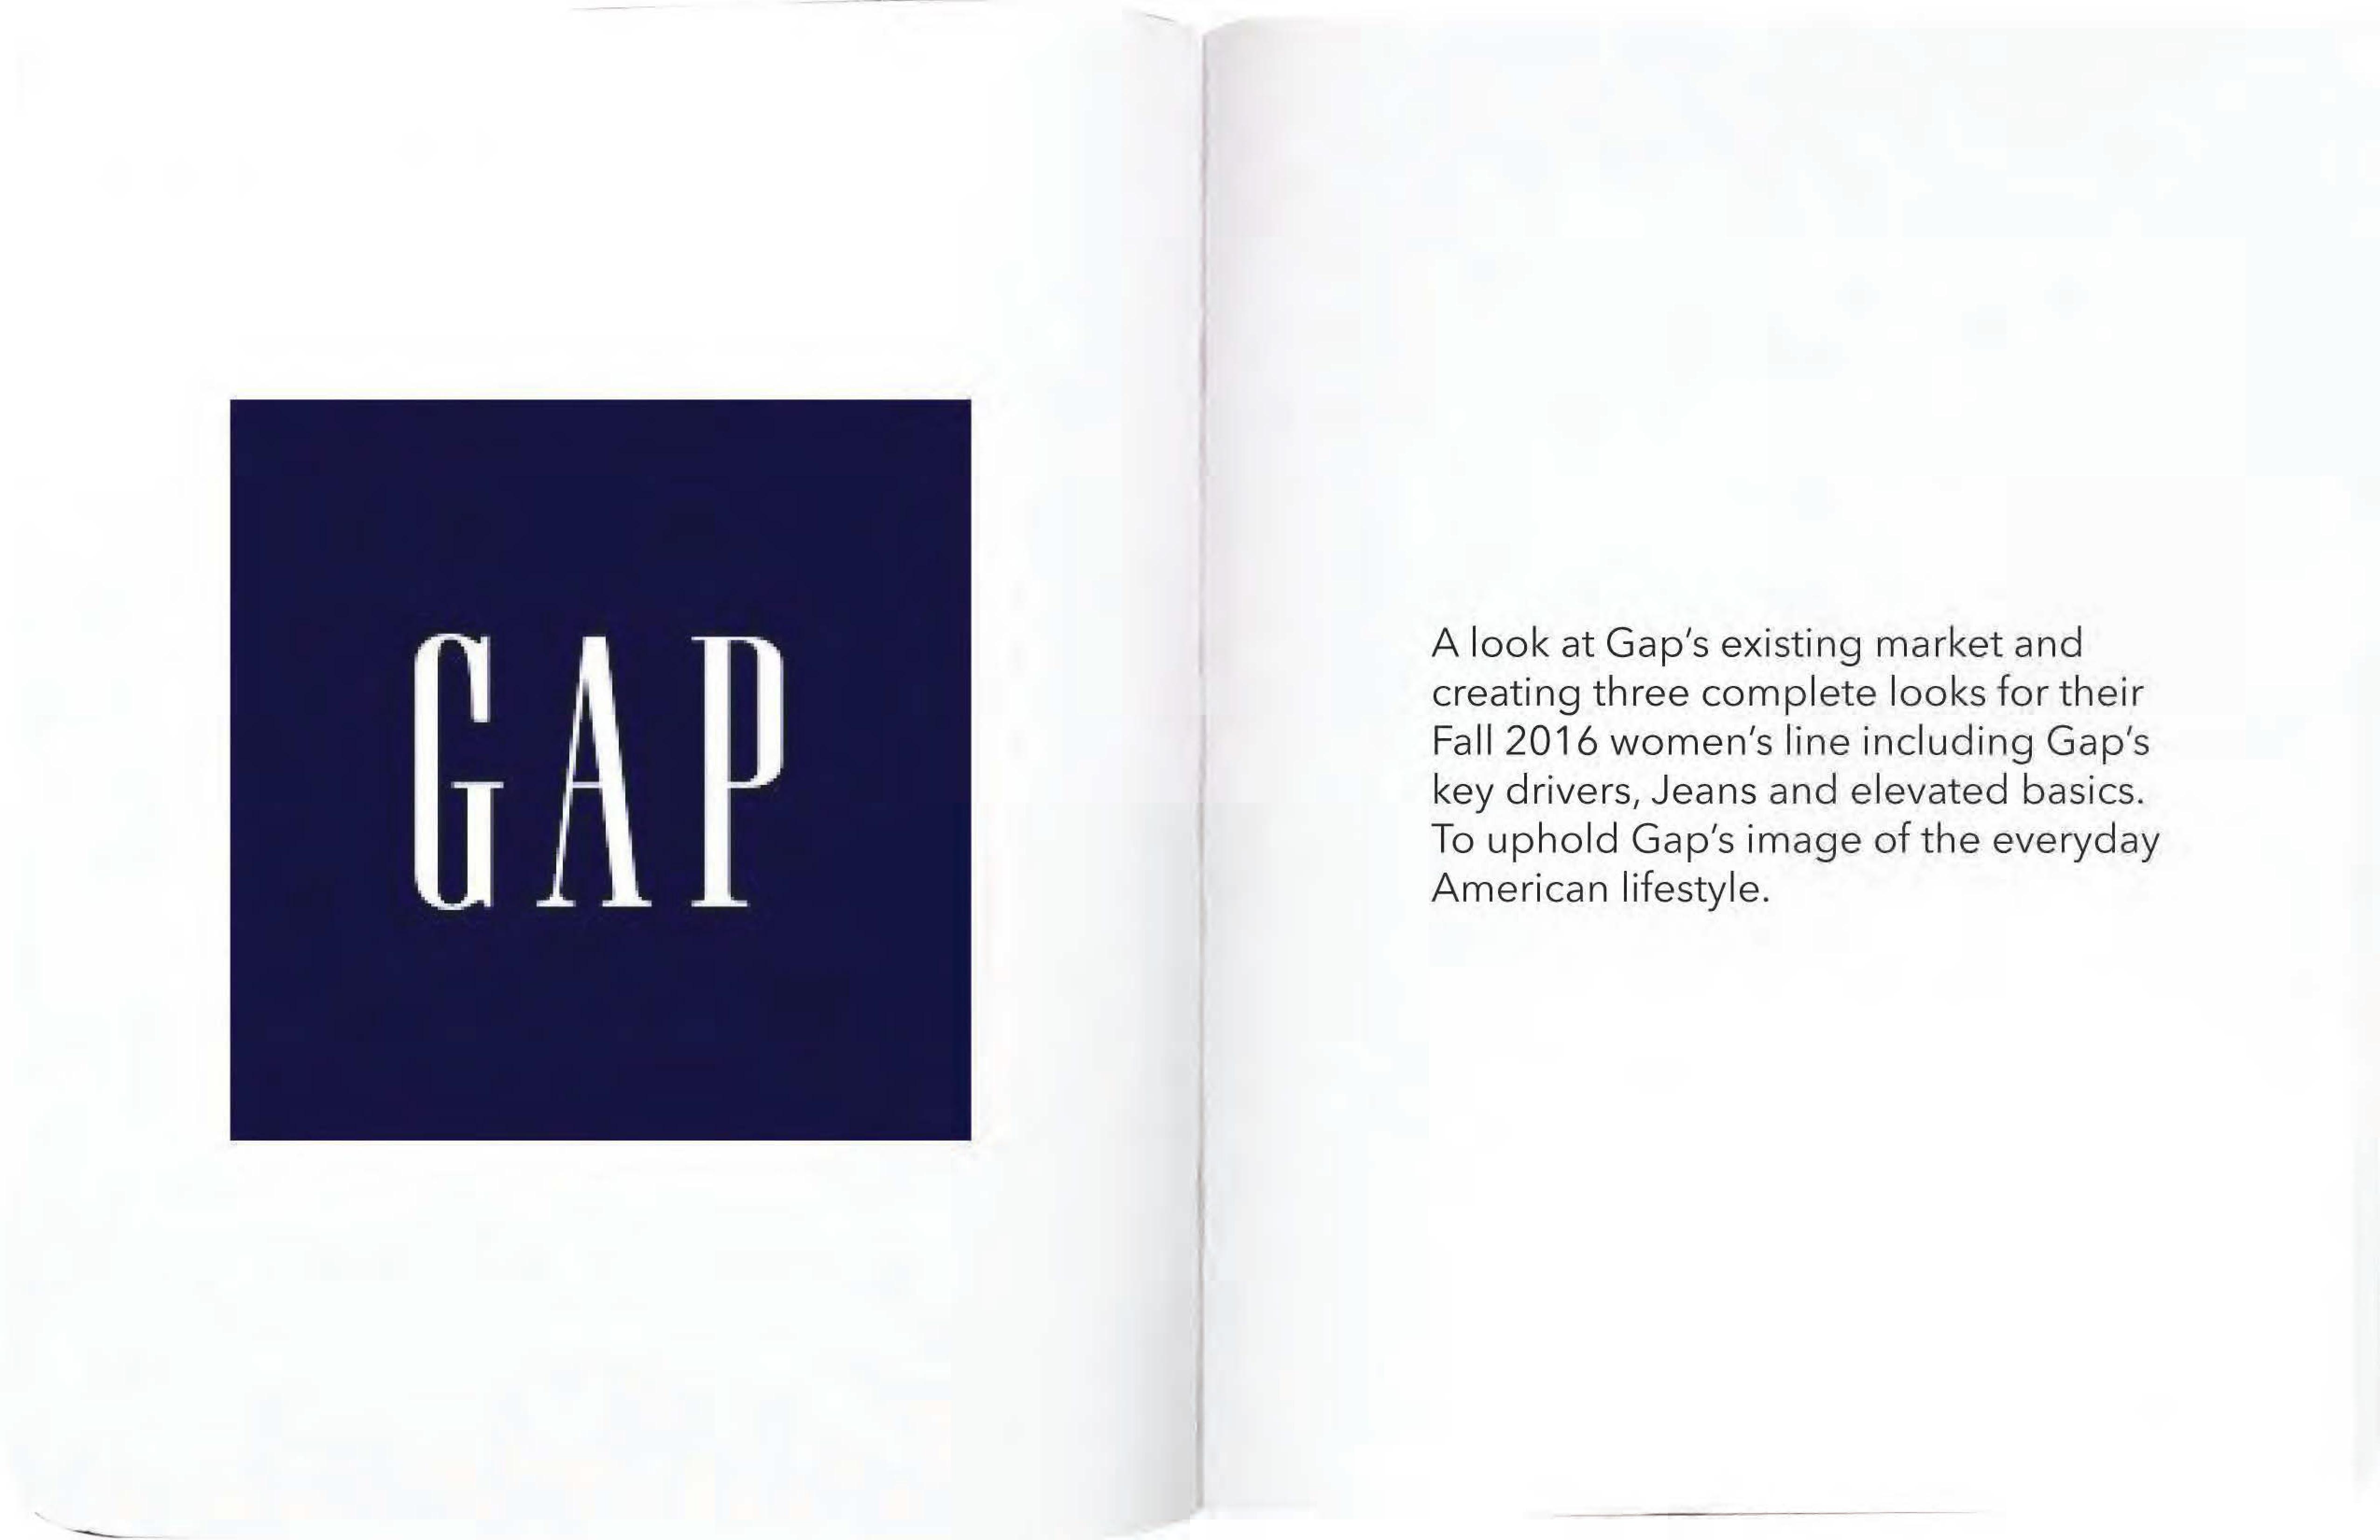 GAP
A look at Gap’s existing market and
creating three complete looks for their
Fall 2016 women’s line including Gap’s
key drivers, Jeans and elevated basics.
To uphold Gap’s image of the everyday
American lifestyle.